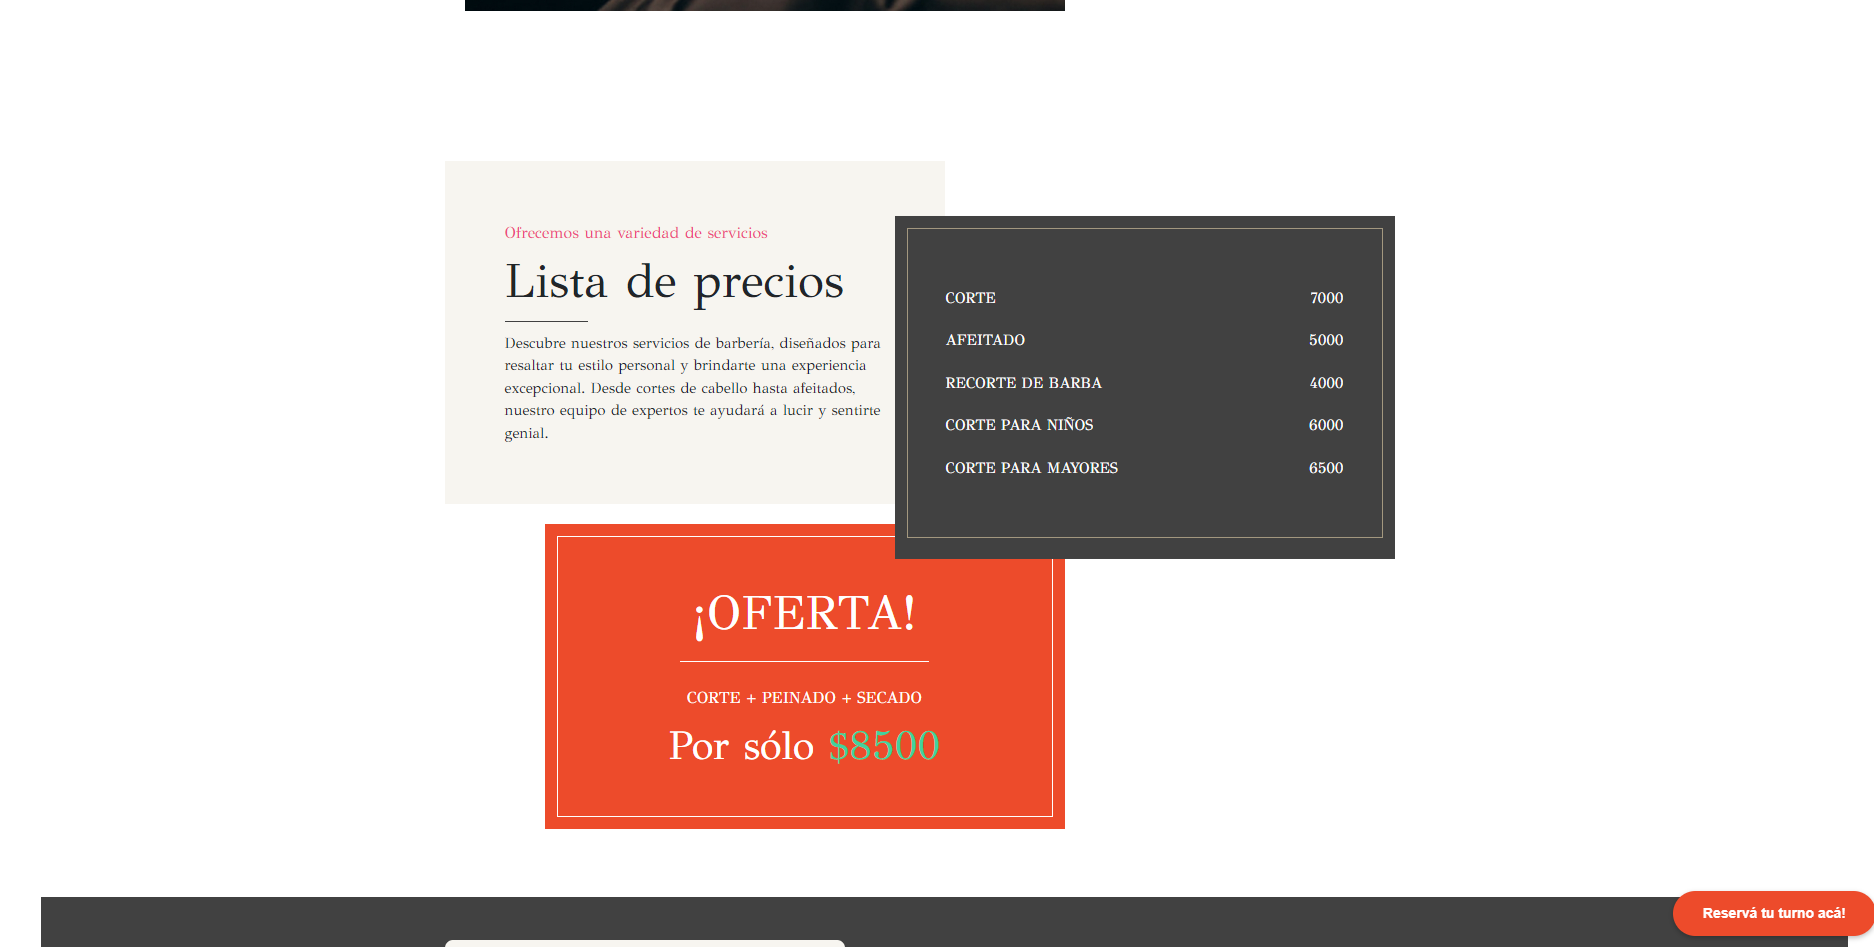 Ofrecemos una variedad de servicios
Lista de precios
Descubre nuestros servicios de barbería, diseñados para
resaltar tu estilo personal y brindarte una experiencia
excepcional. Desde cortes de cabello hasta afeitados,
nuestro equipo de expertos te ayudará a lucir y sentirte
genial.
CORTE 7000
AFEITADO 5000
RECORTE DE BARBA 4000
CORTE PARA NIÑOS 6000
CORTE PARA MAYORES 6500
¡OFERTA!
CORTE + PEINADO + SECADO
Por sólo $8500
Reservá tu turno acá!